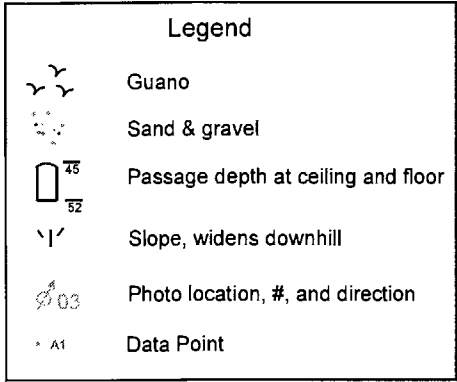 Legend
Guano
Sand & gravel
45
Passage depth at ceiling and floor
52
Slope, widens downhill
03 Photo location, #, and direction
A1 Data Point